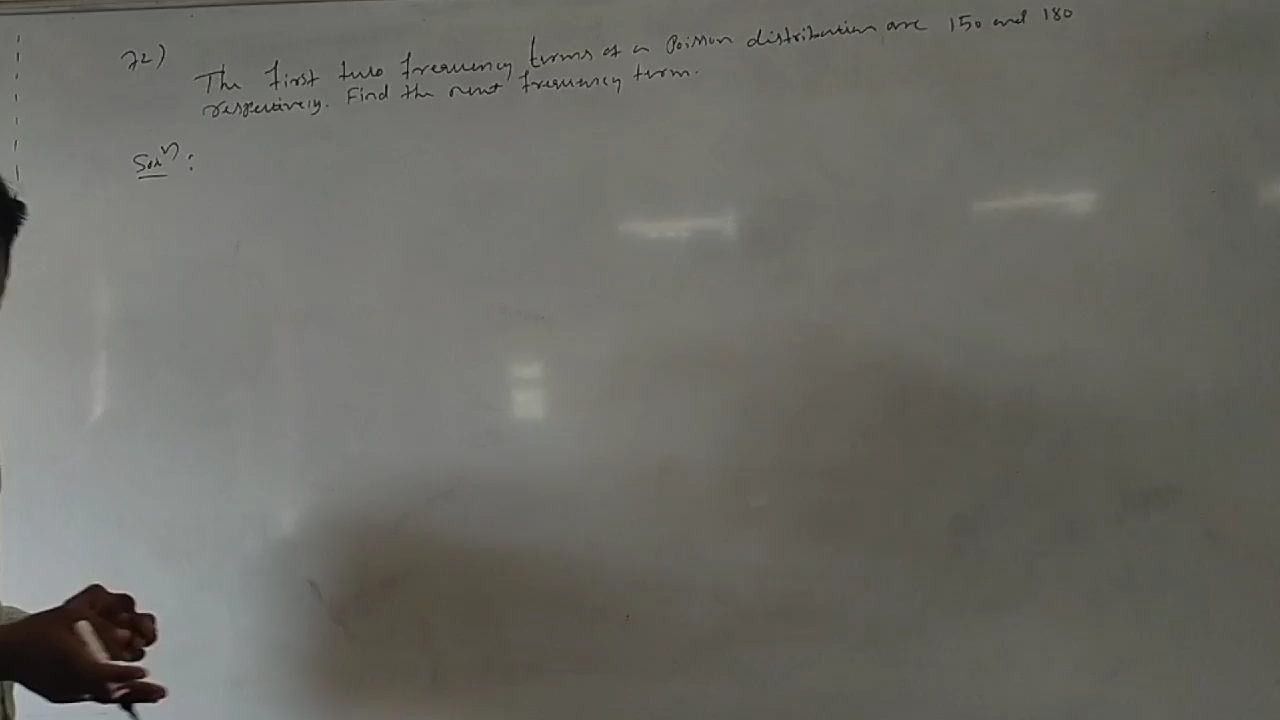 72)
The first two frequency terms of a Poisson distribution are 150 and 180
respectively. Find the next frequency term.
Solⁿ: